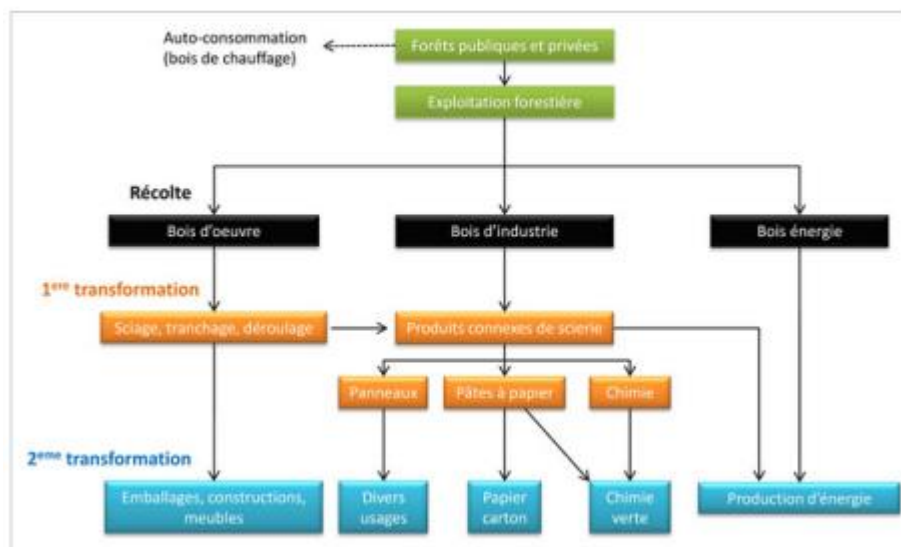 Auto-consommation
(bois de chauffage)
Forêts publiques et privées
Exploitation forestière
Récolte
Bois d'oeuvre
Bois d'industrie
Bois énergie
1ere transformation
Sciage, tranchage, déroulage
Produits connexes de scierie
Panneaux
Pâtes à papier
Chimie
2eme transformation
Emballages, constructions,
meubles
Divers
usages
Papier
carton
Chimie
verte
Production d'énergie